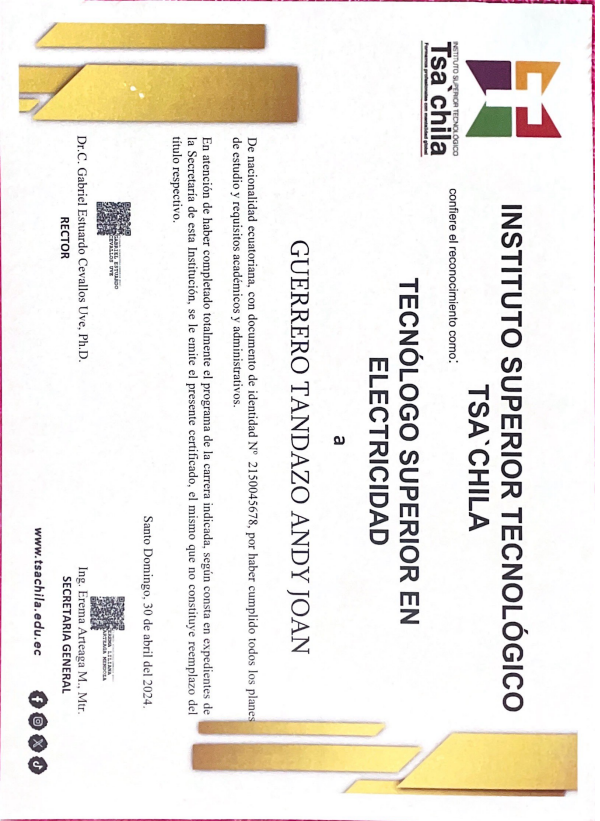 INSTITUTO SUPERIOR TECNOLÓGICO
Tsa`chila
Formamos profesionales con mentalidad global
INSTITUTO SUPERIOR TECNOLÓGICO
TSA`CHILA
confiere el reconocimiento como:
TECNÓLOGO SUPERIOR EN
ELECTRICIDAD
a
GUERRERO TANDAZO ANDY JOAN
De nacionalidad ecuatoriana, con documento de identidad Nº 2150045678, por haber cumplido todos los planes
de estudio y requisitos académicos y administrativos.
En atención de haber completado totalmente el programa de la carrera indicada, según consta en expedientes de
la Secretaría de esta Institución, se le emite el presente certificado, el mismo que no constituye reemplazo del
título respectivo.
Santo Domingo, 30 de abril del 2024.
GABRIEL ESTUARDO
CEVALLOS UVE
Dr.C. Gabriel Estuardo Cevallos Uve, Ph.D.
RECTOR
LILIANA
ARTEAGA MENDOZA
Ing. Erema Arteaga M., Mtr.
SECRETARIA GENERAL
www.tsachila.edu.ec